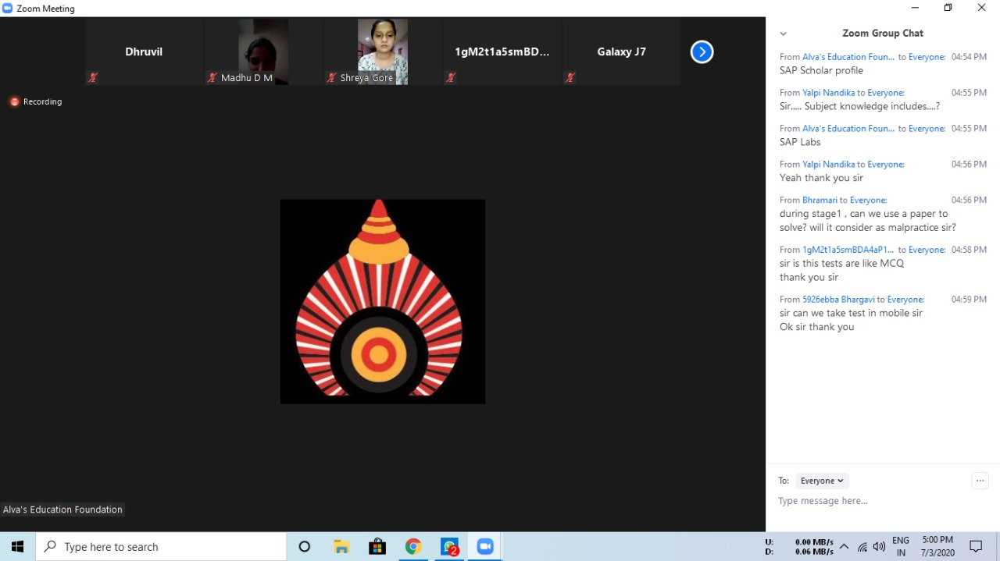 Zoom Meeting
Dhruvil
Madhu D M
Shreya Gore
1gM2t1a5smBD...
Galaxy J7
Recording
Alva's Education Foundation
Zoom Group Chat
From Alva's Education Foun... to Everyone: 04:54 PM
SAP Scholar profile
From Yalpi Nandika to Everyone: 04:55 PM
Sir..... Subject knowledge includes....?
From Alva's Education Foun... to Everyone: 04:55 PM
SAP Labs
From Yalpi Nandika to Everyone: 04:56 PM
Yeah thank you sir
From Bhramari to Everyone: 04:56 PM
during stage1 , can we use a paper to
solve? will it consider as malpractice sir?
From 1gM2t1a5smBDA4aP1... to Everyone: 04:58 PM
sir is this tests are like MCQ
thank you sir
From 5926ebba Bhargavi to Everyone: 04:59 PM
sir can we take test in mobile sir
Ok sir thank you
To: Everyone
Type message here...
Type here to search
2
U: 0.00 MB/s
D: 0.06 MB/s
ENG
IN
5:00 PM
7/3/2020